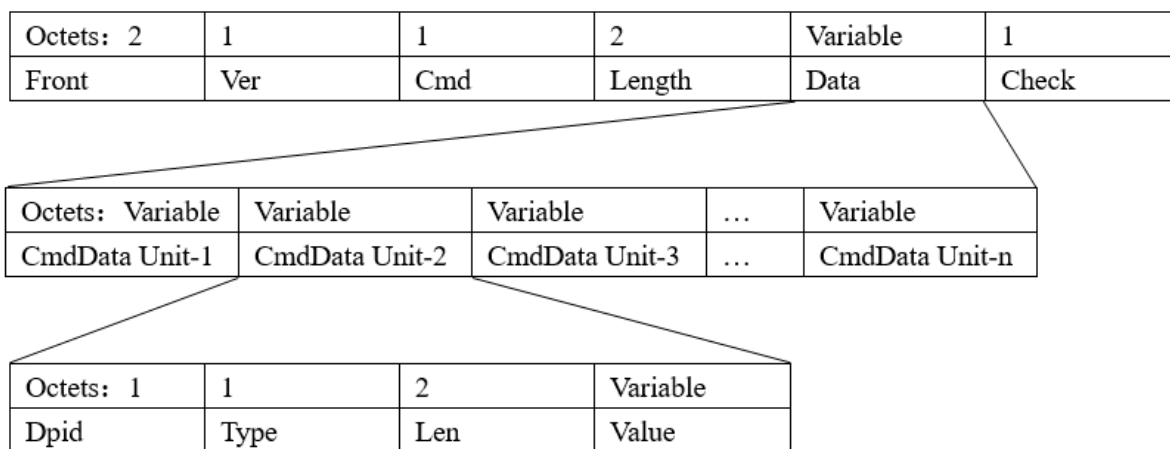 Octets：2 1 1 2 Variable 1
Front Ver Cmd Length Data Check
Octets：Variable Variable Variable … Variable
CmdData Unit-1 CmdData Unit-2 CmdData Unit-3 … CmdData Unit-n
Octets：1 1 2 Variable
Dpid Type Len Value